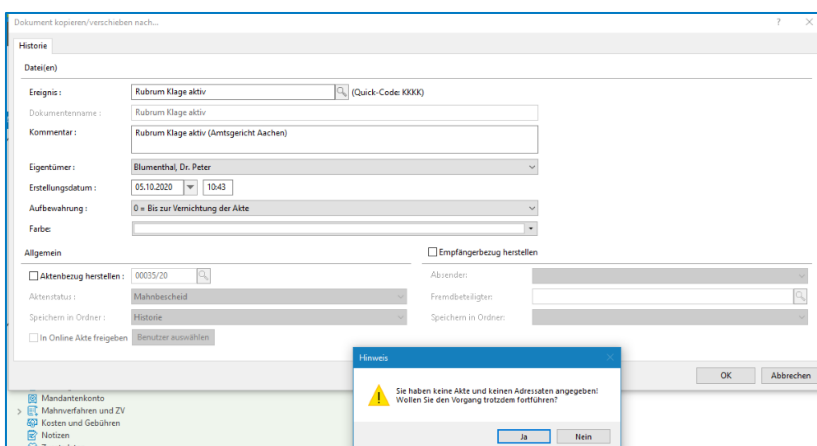 Dokument kopieren/verschieben nach...
Historie
Datei(en)
Ereignis : Rubrum Klage aktiv (Quick-Code: KKKK)
Dokumentenname : Rubrum Klage aktiv
Kommentar : Rubrum Klage aktiv (Amtsgericht Aachen)
Eigentümer : Blumenthal, Dr. Peter
Erstellungsdatum : 05.10.2020 10:43
Aufbewahrung : 0 = Bis zur Vernichtung der Akte
Farbe:
Allgemein
Aktenbezug herstellen : 00035/20
Aktenstatus : Mahnbescheid
Speichern in Ordner : Historie
In Online Akte freigeben Benutzer auswählen
Empfängerbezug herstellen
Absender:
Fremdbeteiligter:
Speichern in Ordner:
OK Abbrechen
Hinweis
Sie haben keine Akte und keinen Adressaten angegeben!
Wollen Sie den Vorgang trotzdem fortführen?
Ja Nein
Mandantenkonto
Mahnverfahren und ZV
Kosten und Gebühren
Notizen